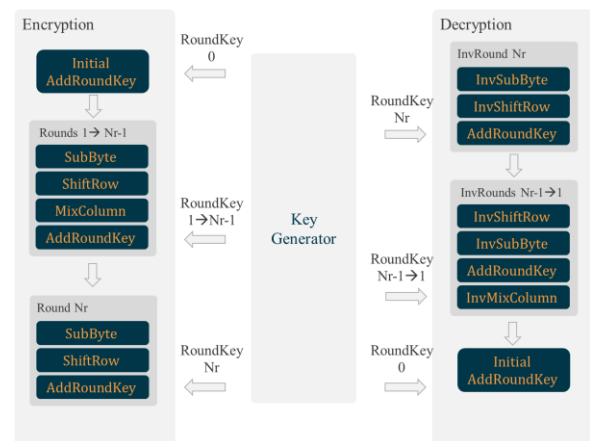 Encryption
Initial
AddRoundKey
Rounds 1→ Nr-1
SubByte
ShiftRow
MixColumn
AddRoundKey
Round Nr
SubByte
ShiftRow
AddRoundKey
RoundKey
0
RoundKey
1→Nr-1
RoundKey
Nr
Key
Generator
RoundKey
Nr
RoundKey
Nr-1→1
RoundKey
0
Decryption
InvRound Nr
InvSubByte
InvShiftRow
AddRoundKey
InvRounds Nr-1→1
InvShiftRow
InvSubByte
AddRoundKey
InvMixColumn
Initial
AddRoundKey